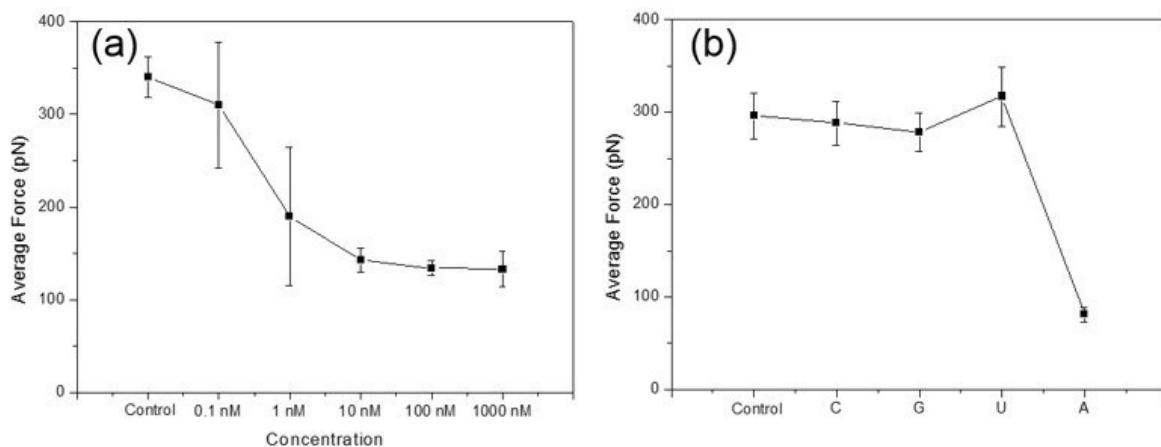 (a)
Average Force (pN)
400
300
200
100
0
Control 0.1 nM 1 nM 10 nM 100 nM 1000 nM
Concentration
(b)
Average Force (pN)
400
300
200
100
0
Control C G U A